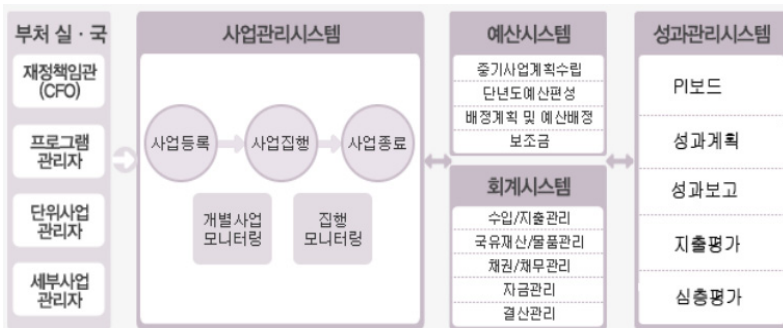 부처 실·국
재정책임관
(CFO)
프로그램
관리자
단위사업
관리자
세부사업
관리자
사업관리시스템
사업등록
사업집행
사업종료
개별사업
모니터링
집행
모니터링
예산시스템
중기사업계획수립
단년도예산편성
배정계획 및 예산배정
보조금
회계시스템
수입/지출관리
국유재산/물품관리
채권/채무관리
자금관리
결산관리
성과관리시스템
PI보드
성과계획
성과보고
지출평가
심층평가